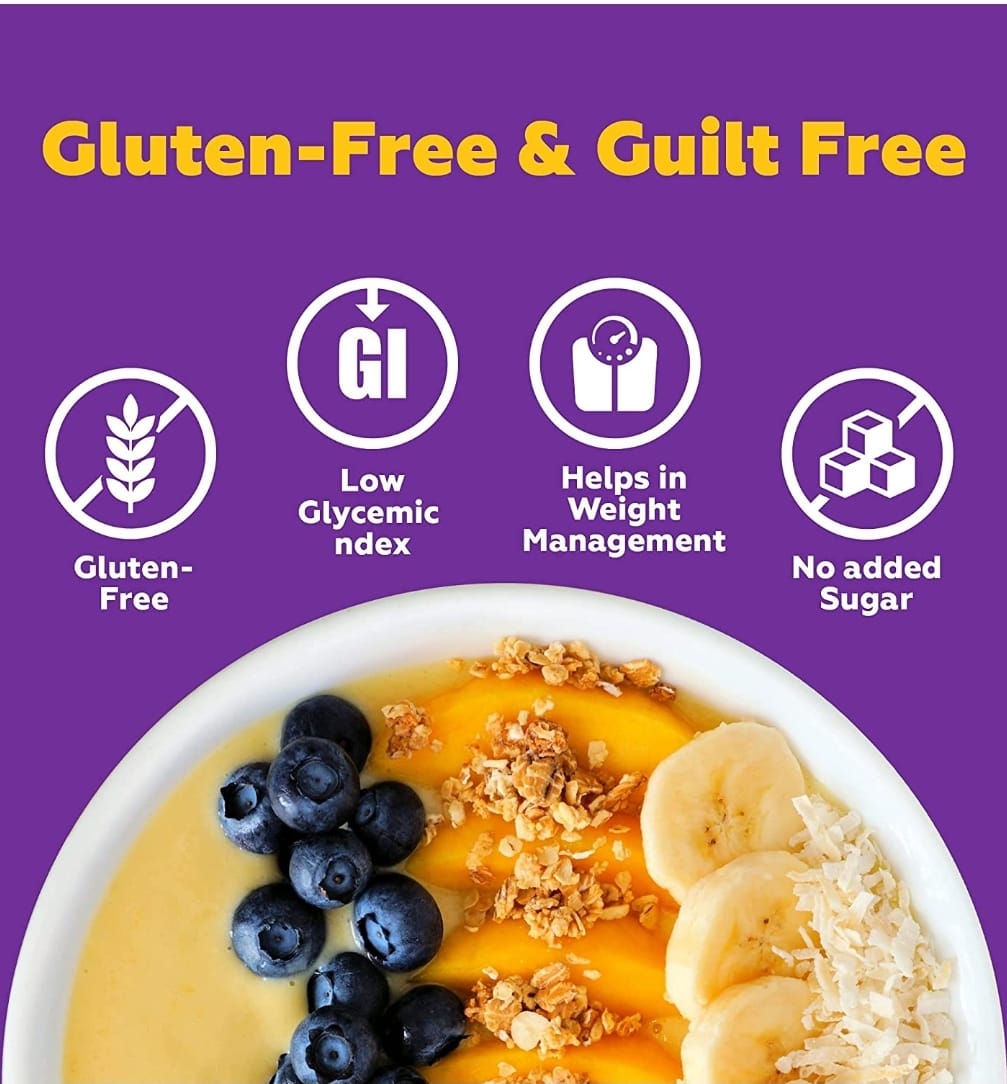 Gluten-Free & Guilt Free
GI
Low
Glycemic
ndex
Helps in
Weight
Management
Gluten-
Free
No added
Sugar